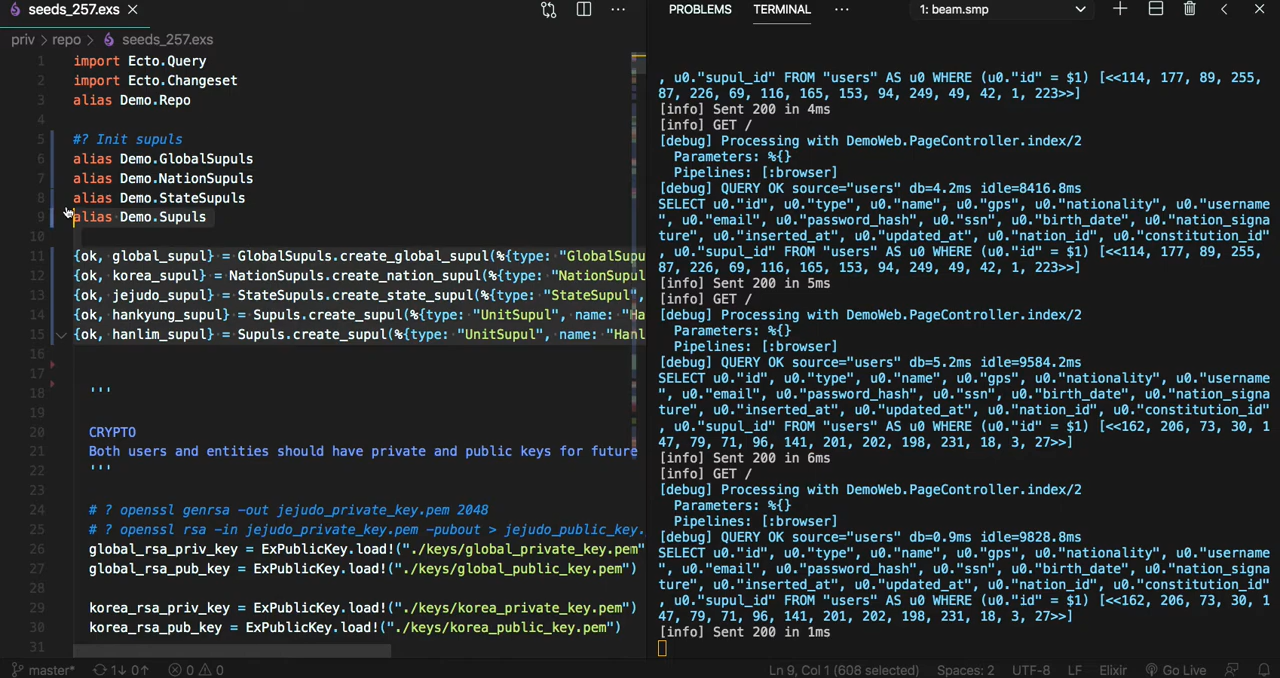 seeds_257.exs
priv > repo > seeds_257.exs
1 import Ecto.Query
2 import Ecto.Changeset
3 alias Demo.Repo
4
5 #? Init supuls
6 alias Demo.GlobalSupuls
7 alias Demo.NationSupuls
8 alias Demo.StateSupuls
9 alias Demo.Supuls
10
11 {ok, global_supul} = GlobalSupuls.create_global_supul(%{type: "GlobalSupu
12 {ok, korea_supul} = NationSupuls.create_nation_supul(%{type: "NationSupul
13 {ok, jejudo_supul} = StateSupuls.create_state_supul(%{type: "StateSupul",
14 {ok, hankyung_supul} = Supuls.create_supul(%{type: "UnitSupul", name: "Ha
15 {ok, hanlim_supul} = Supuls.create_supul(%{type: "UnitSupul", name: "Hanl
16
17
18 '''
19
20 CRYPTO
21 Both users and entities should have private and public keys for future
22 '''
23
24 # ? openssl genrsa -out jejudo_private_key.pem 2048
25 # ? openssl rsa -in jejudo_private_key.pem -pubout > jejudo_public_key.
26 global_rsa_priv_key = ExPublicKey.load!("./keys/global_private_key.pem"
27 global_rsa_pub_key = ExPublicKey.load!("./keys/global_public_key.pem")
28
29 korea_rsa_priv_key = ExPublicKey.load!("./keys/korea_private_key.pem")
30 korea_rsa_pub_key = ExPublicKey.load!("./keys/korea_public_key.pem")
31
PROBLEMS TERMINAL ··· 1: beam.smp
, u0."supul_id" FROM "users" AS u0 WHERE (u0."id" = $1) [<<114, 177, 89, 255,
87, 226, 69, 116, 165, 153, 94, 249, 49, 42, 1, 223>>]
[info] Sent 200 in 4ms
[info] GET /
[debug] Processing with DemoWeb.PageController.index/2
Parameters: %{}
Pipelines: [:browser]
[debug] QUERY OK source="users" db=4.2ms idle=8416.8ms
SELECT u0."id", u0."type", u0."name", u0."gps", u0."nationality", u0."username
", u0."email", u0."password_hash", u0."ssn", u0."birth_date", u0."nation_signa
ture", u0."inserted_at", u0."updated_at", u0."nation_id", u0."constitution_id"
, u0."supul_id" FROM "users" AS u0 WHERE (u0."id" = $1) [<<114, 177, 89, 255,
87, 226, 69, 116, 165, 153, 94, 249, 49, 42, 1, 223>>]
[info] Sent 200 in 5ms
[info] GET /
[debug] Processing with DemoWeb.PageController.index/2
Parameters: %{}
Pipelines: [:browser]
[debug] QUERY OK source="users" db=5.2ms idle=9584.2ms
SELECT u0."id", u0."type", u0."name", u0."gps", u0."nationality", u0."username
", u0."email", u0."password_hash", u0."ssn", u0."birth_date", u0."nation_signa
ture", u0."inserted_at", u0."updated_at", u0."nation_id", u0."constitution_id"
, u0."supul_id" FROM "users" AS u0 WHERE (u0."id" = $1) [<<162, 206, 73, 30, 1
47, 79, 71, 96, 141, 201, 202, 198, 231, 18, 3, 27>>]
[info] Sent 200 in 6ms
[info] GET /
[debug] Processing with DemoWeb.PageController.index/2
Parameters: %{}
Pipelines: [:browser]
[debug] QUERY OK source="users" db=0.9ms idle=9828.8ms
SELECT u0."id", u0."type", u0."name", u0."gps", u0."nationality", u0."username
", u0."email", u0."password_hash", u0."ssn", u0."birth_date", u0."nation_signa
ture", u0."inserted_at", u0."updated_at", u0."nation_id", u0."constitution_id"
, u0."supul_id" FROM "users" AS u0 WHERE (u0."id" = $1) [<<162, 206, 73, 30, 1
47, 79, 71, 96, 141, 201, 202, 198, 231, 18, 3, 27>>]
[info] Sent 200 in 1ms
master* 1↓ 0↑ 0 0 Ln 9, Col 1 (608 selected) Spaces: 2 UTF-8 LF Elixir Go Live